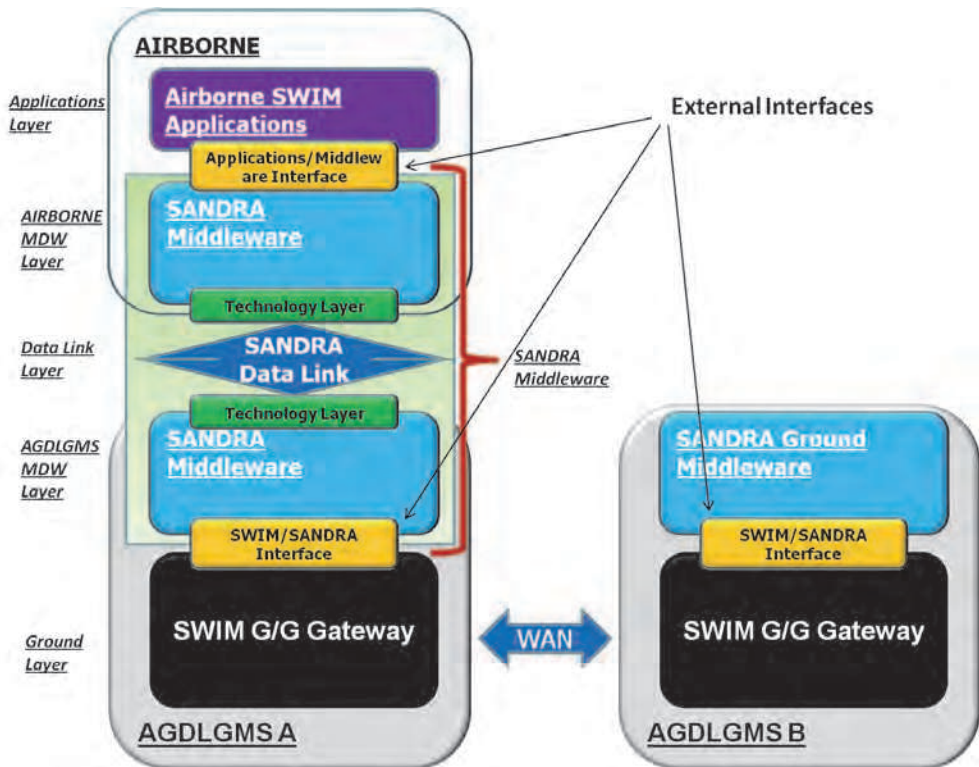 AIRBORNE
Applications
Layer
Airborne SWIM
Applications
External Interfaces
Applications/Middlew
are Interface
AIRBORNE
MDW
Layer
SANDRA
Middleware
Technology Layer
Data Link
Layer
SANDRA
Data Link
SANDRA
Middleware
Technology Layer
AGDLGMS
MDW
Layer
SANDRA
Middleware
SANDRA Ground
Middleware
SWIM/SANDRA
Interface
SWIM/SANDRA
Interface
Ground
Layer
SWIM G/G Gateway
WAN
SWIM G/G Gateway
AGDLGMS A
AGDLGMS B